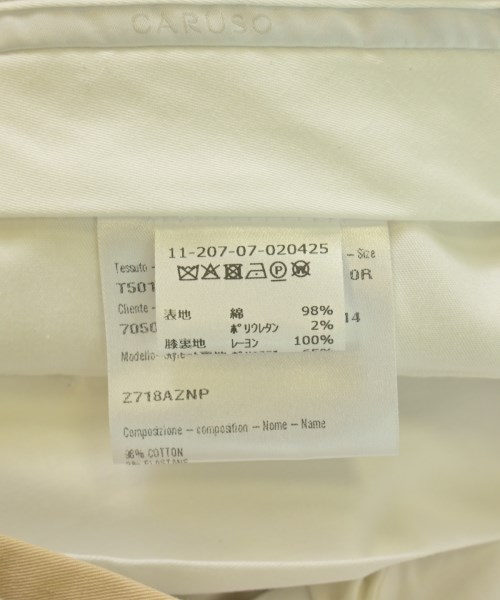 CARUSO
11-207-07-020425
表地 綿 98%
ポリウレタン 2%
膝裏地 レーヨン 100%
Tessuto -
- Size
T501
0R
Cliente -
7050
14
Modello
Z718AZNP
Composizione - composition - Nome - Name
% COTTON